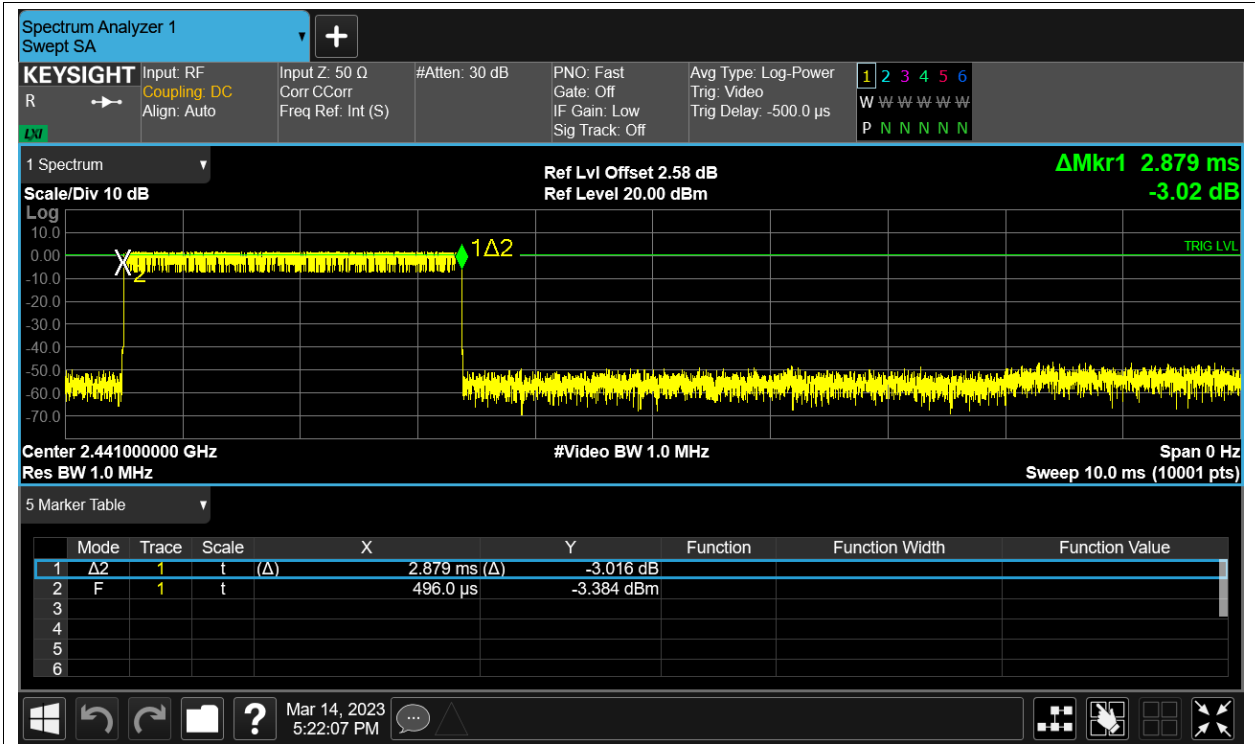 Spectrum Analyzer 1
Swept SA
KEYSIGHT
R
LXI
Input: RF
Coupling: DC
Align: Auto
Input Z: 50 Ω
Corr CCorr
Freq Ref: Int (S)
#Atten: 30 dB
PNO: Fast
Gate: Off
IF Gain: Low
Sig Track: Off
Avg Type: Log-Power
Trig: Video
Trig Delay: -500.0 µs
1 2 3 4 5 6
W W W W W W
P N N N N N
1 Spectrum
Scale/Div 10 dB
Ref Lvl Offset 2.58 dB
Ref Level 20.00 dBm
ΔMkr1 2.879 ms
-3.02 dB
Log
10.0
0.00
-10.0
-20.0
-30.0
-40.0
-50.0
-60.0
-70.0
X
2
1Δ2
TRIG LVL
Center 2.441000000 GHz
Res BW 1.0 MHz
#Video BW 1.0 MHz
Span 0 Hz
Sweep 10.0 ms (10001 pts)
5 Marker Table
Mode Trace Scale X Y Function Function Width Function Value
1 Δ2 1 t (Δ) 2.879 ms (Δ) -3.016 dB
2 F 1 t 496.0 µs -3.384 dBm
3
4
5
6
?
Mar 14, 2023
5:22:07 PM